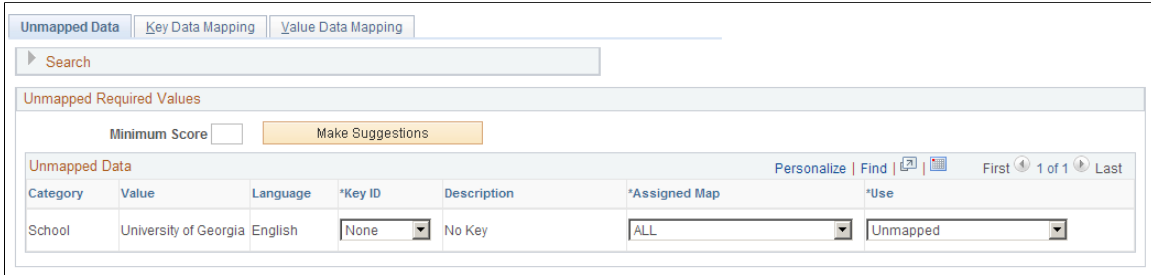 Unmapped Data Key Data Mapping Value Data Mapping
Search
Unmapped Required Values
Minimum Score Make Suggestions
Unmapped Data Personalize | Find | | First 1 of 1 Last
Category Value Language *Key ID Description *Assigned Map *Use
School University of Georgia English None No Key ALL Unmapped